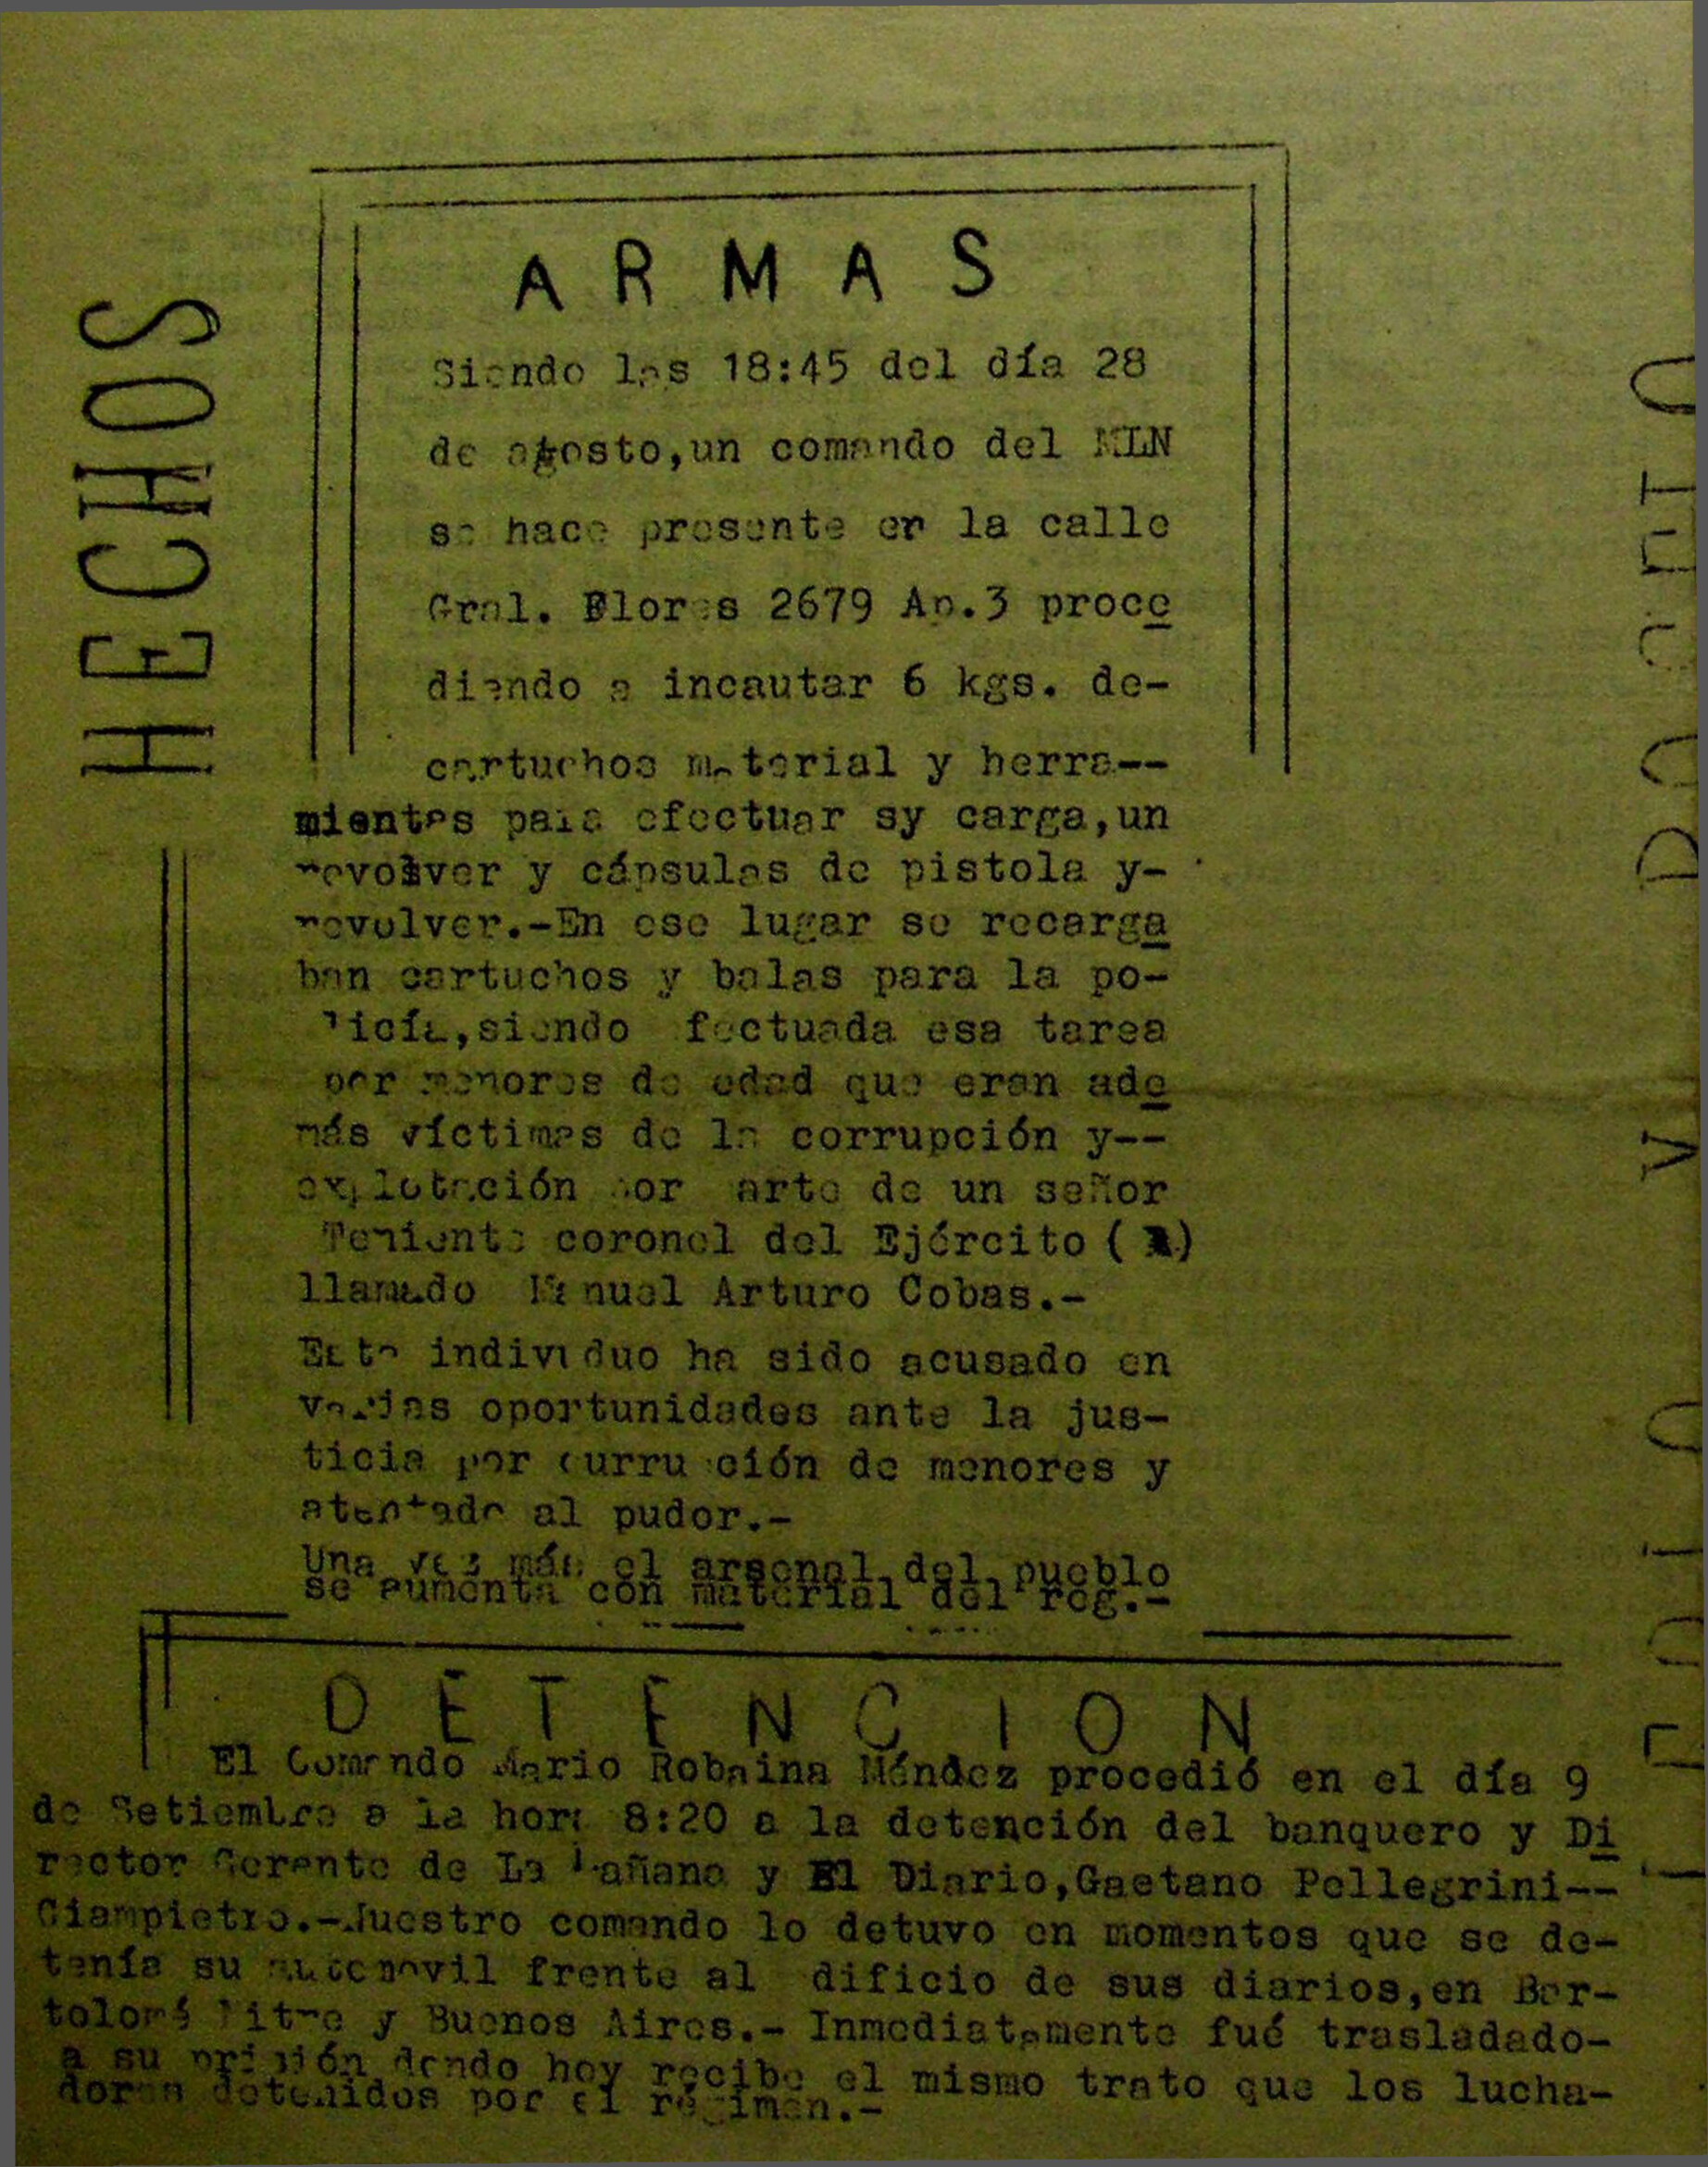 HECHOS
ARMAS
Siendo las 18:45 del día 28
de agosto,un comando del MLN
se hace presente en la calle
Gral. Flores 2679 Ap.3 proce
diendo a incautar 6 kgs. de-
cartuchos material y herra--
mientas para efectuar sy carga,un
revolver y cápsulas de pistola y-
revolver.-En ese lugar se recarga
ban cartuchos y balas para la po-
licía,siendo fectuada esa tarea
por menores de edad que eran ade
más víctimas de la corrupción y--
explotación por arte de un señor
Teniente coronel del Ejército ( )
llamado Manuel Arturo Cobas.-
Este individuo ha sido acusado en
varias oportunidades ante la jus-
ticia por currupción de menores y
atentado al pudor.-
Una vez más el arsenal del pueblo
se aumenta con material del reg.-
DETENCION
El Comando Mario Robaina Méndez procedió en el día 9
de Setiembre a la hora 8:20 a la detención del banquero y Di
rector Gerente de La Mañana y El Diario,Gaetano Pellegrini--
Giampietro.-Nuestro comando lo detuvo en momentos que se de-
tenía su automovil frente al dificio de sus diarios,en Bar-
tolomé Mitre y Buenos Aires.- Inmediatamente fué trasladado-
a su prisión dondo hoy recibe el mismo trato que los lucha-
dores detenidos por el régimen.-